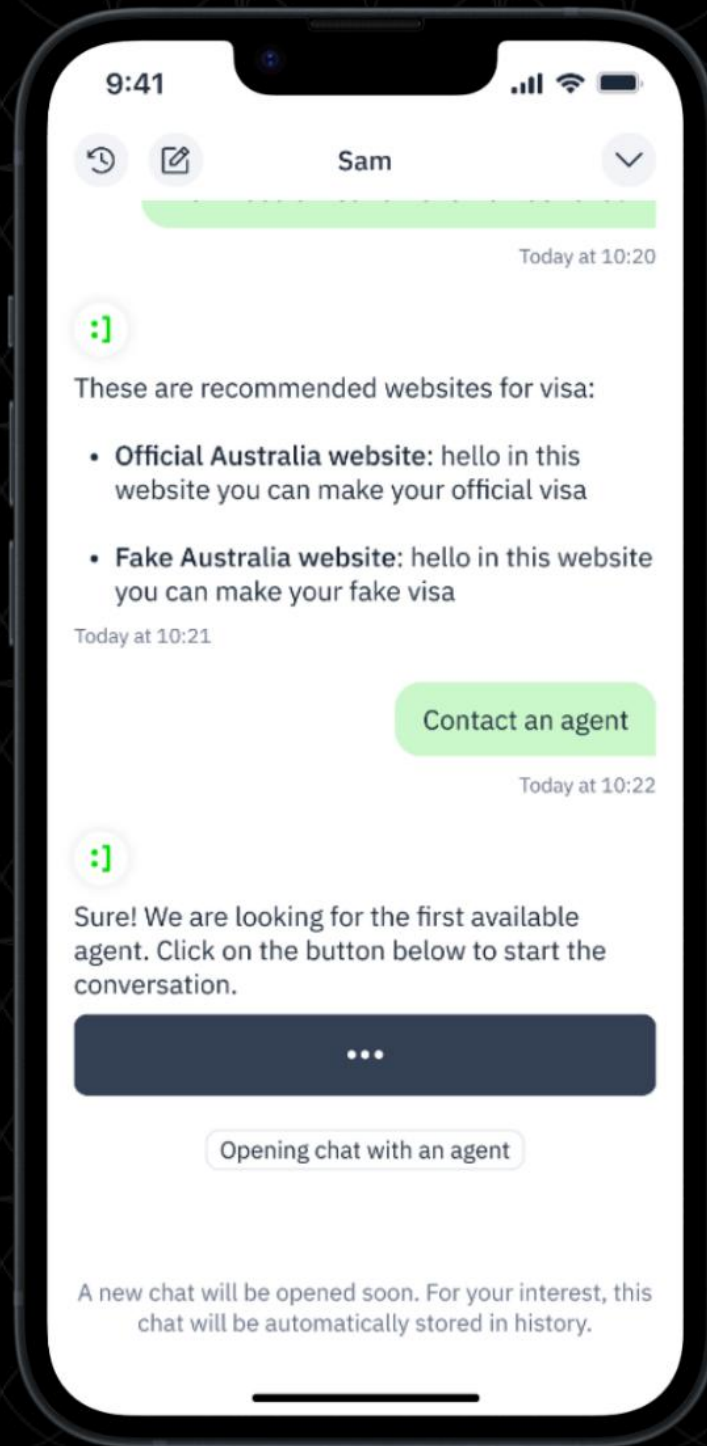 9:41
Sam
Today at 10:20
:]
These are recommended websites for visa:
• Official Australia website: hello in this
website you can make your official visa
• Fake Australia website: hello in this website
you can make your fake visa
Today at 10:21
Contact an agent
Today at 10:22
:]
Sure! We are looking for the first available
agent. Click on the button below to start the
conversation.
•••
Opening chat with an agent
A new chat will be opened soon. For your interest, this
chat will be automatically stored in history.